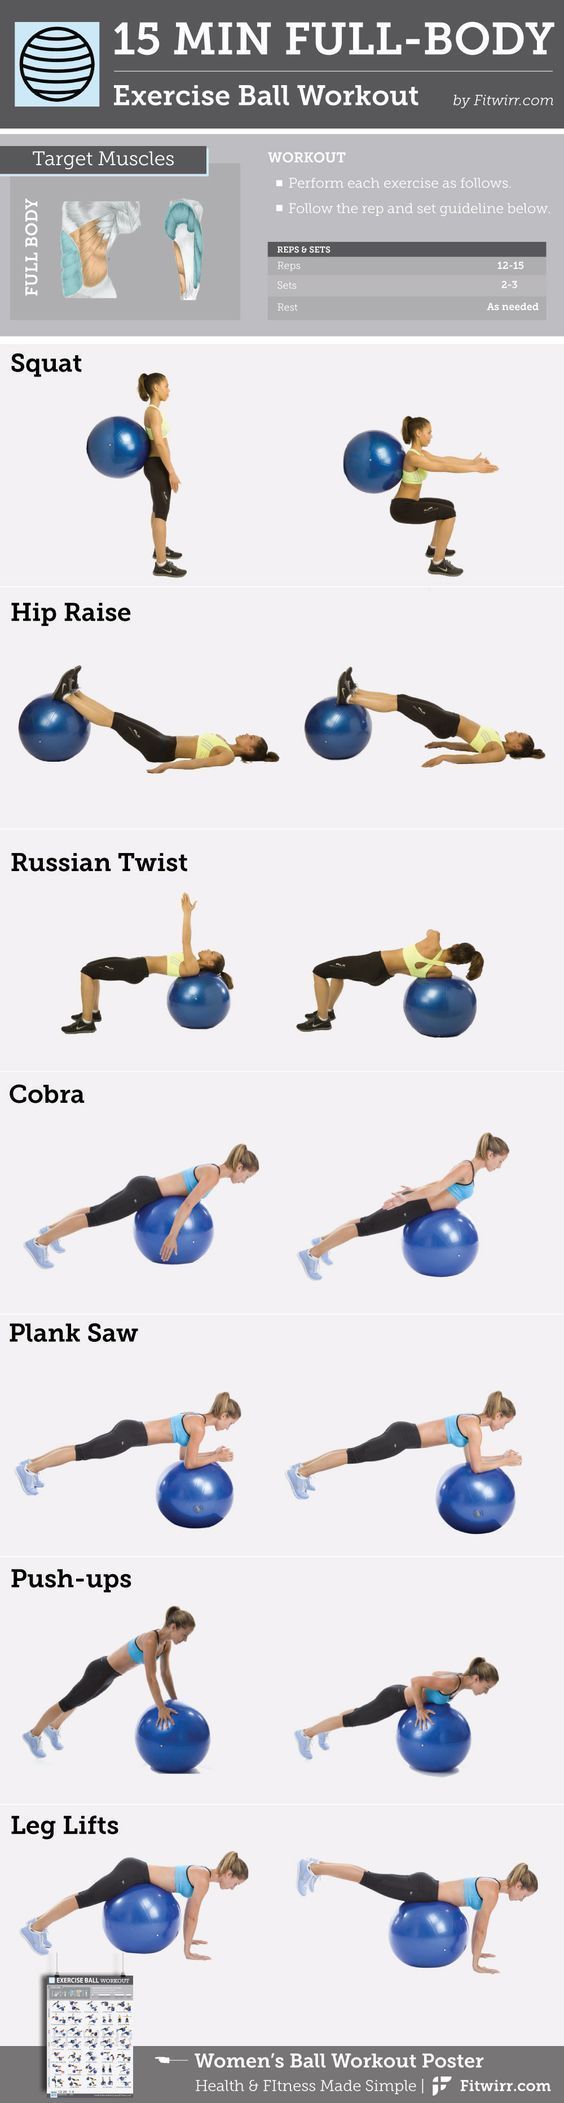 15 MIN FULL-BODY
Exercise Ball Workout
by Fitwirr.com
Target Muscles
FULL BODY
WORKOUT
Perform each exercise as follows.
Follow the rep and set guideline below.
REPS & SETS
Reps 12-15
Sets 2-3
Rest As needed
Squat
Hip Raise
Russian Twist
Cobra
Plank Saw
Push-ups
Leg Lifts
EXERCISE BALL WORKOUT
Women's Ball Workout Poster
Health & FItness Made Simple | Fitwirr.com